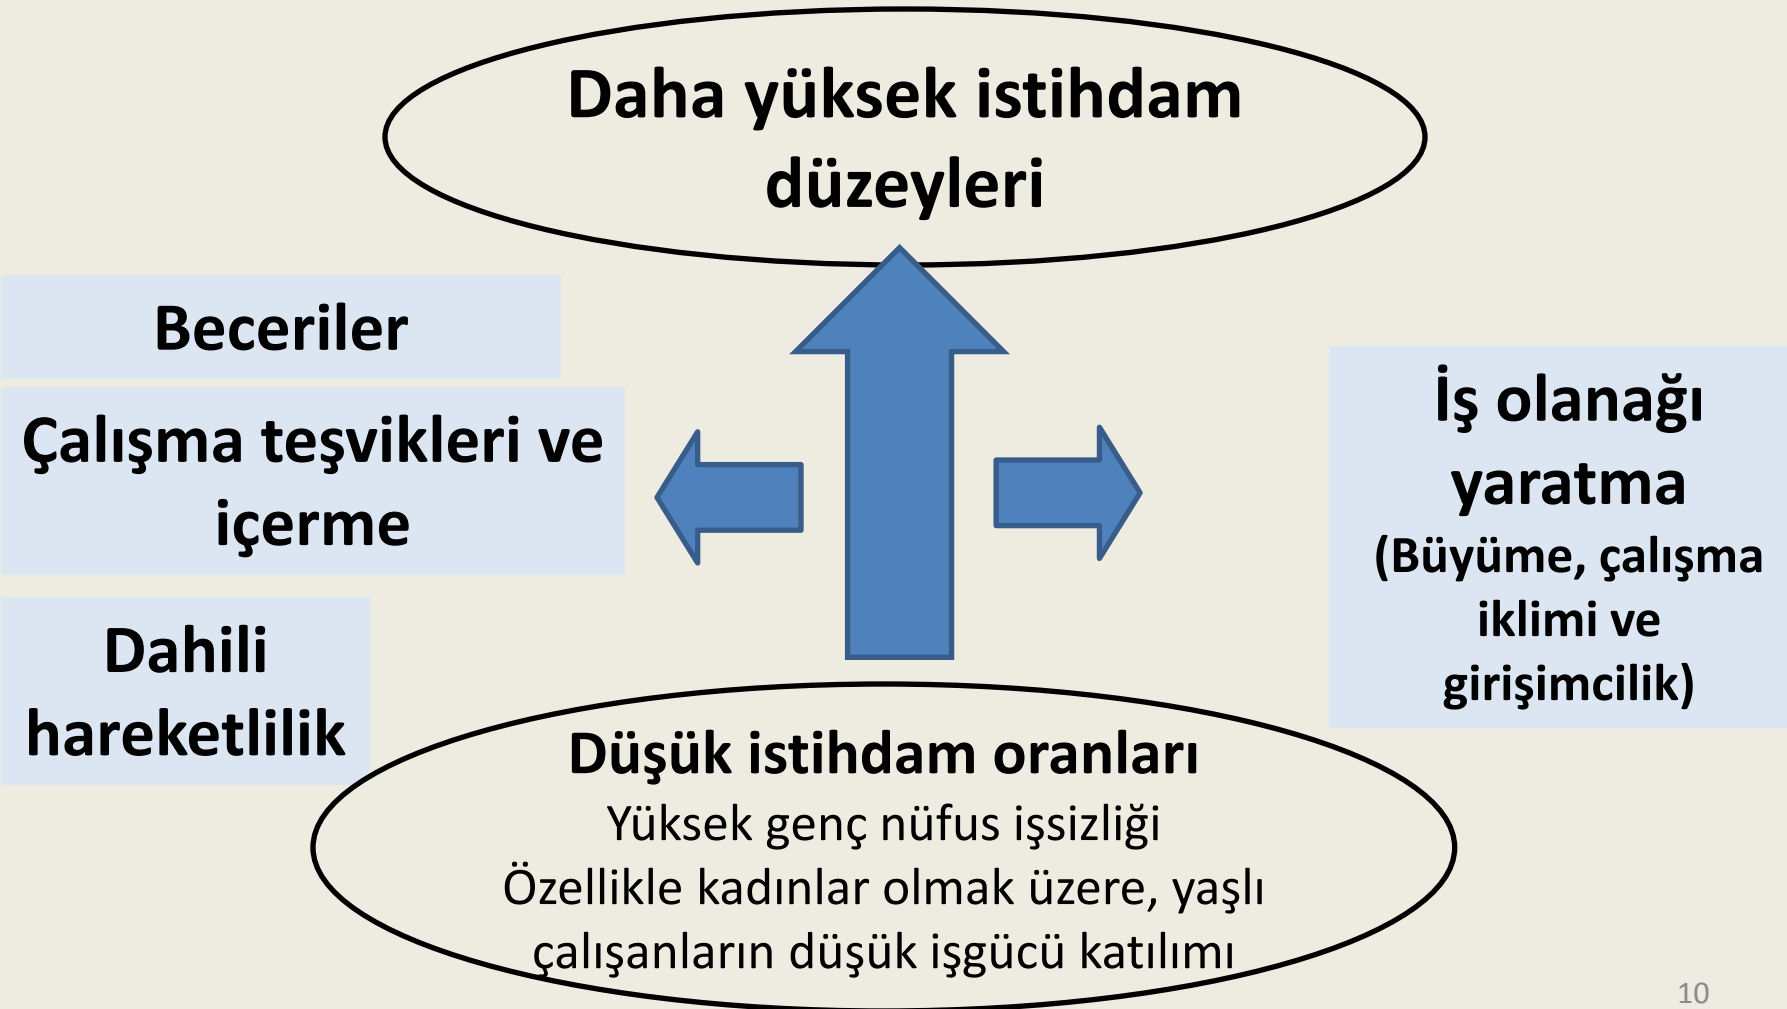 Daha yüksek istihdam
düzeyleri
Beceriler
Çalışma teşvikleri ve
içerme
Dahili
hareketlilik
İş olanağı
yaratma
(Büyüme, çalışma
iklimi ve
girişimcilik)
Düşük istihdam oranları
Yüksek genç nüfus işsizliği
Özellikle kadınlar olmak üzere, yaşlı
çalışanların düşük işgücü katılımı
10